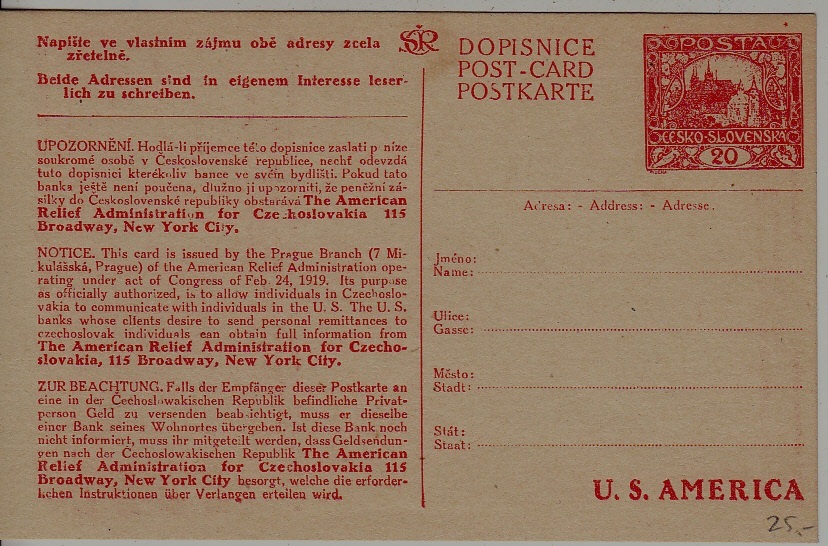 Napište ve vlastním zájmu obě adresy zcela
zřetelně.
Beide Adressen sind in eigenem Interesse leser-
lich zu schreiben.
UPOZORNĚNÍ. Hodlá-li příjemce této dopisnice zaslati peníze
soukromé osobě v Československé republice, nechť odevzdá
tuto dopisnici kterékoliv bance ve svém bydlišti. Pokud tato
banka ještě není poučena, dlužno ji upozorniti, že peněžní zá-
silky do Československé republiky obstarává The American
Relief Administration for Czechoslovakia 115
Broadway, New York City.
NOTICE. This card is issued by the Prague Branch (7 Mi-
kulášská, Prague) of the American Relief Administration ope-
rating under act of Congress of Feb. 24, 1919. Its purpose
as officially authorized, is to allow individuals in Czechoslo-
vakia to communicate with individuals in the U. S. The U. S.
banks whose clients desire to send personal remittances to
czechoslovak individuals can obtain full information from
The American Relief Administration for Czecho-
slovakia, 115 Broadway, New York City.
ZUR BEACHTUNG. Falls der Empfänger dieser Postkarte an
eine in der Čechoslowakischen Republik befindliche Privat-
person Geld zu versenden beabsichtigt, muss er dieselbe
einer Bank seines Wohnortes übergeben. Ist diese Bank noch
nicht informiert, muss ihr mitgeteilt werden, dass Geldsendun-
gen nach der Čechoslowakischen Republik The American
Relief Administration for Czechoslovakia 115
Broadway, New York City besorgt, welche die erforder-
lichen Instruktionen über Verlangen erteilen wird.
SŘ
DOPISNICE
POST-CARD
POSTKARTE
POŠTA
ČESKO-SLOVENSKÁ
20
MUCHA
Adresa: - Address: - Adresse.
Jméno:
Name:
Ulice:
Gasse:
Město:
Stadt:
Stát:
Staat:
U. S. AMERICA
25,-